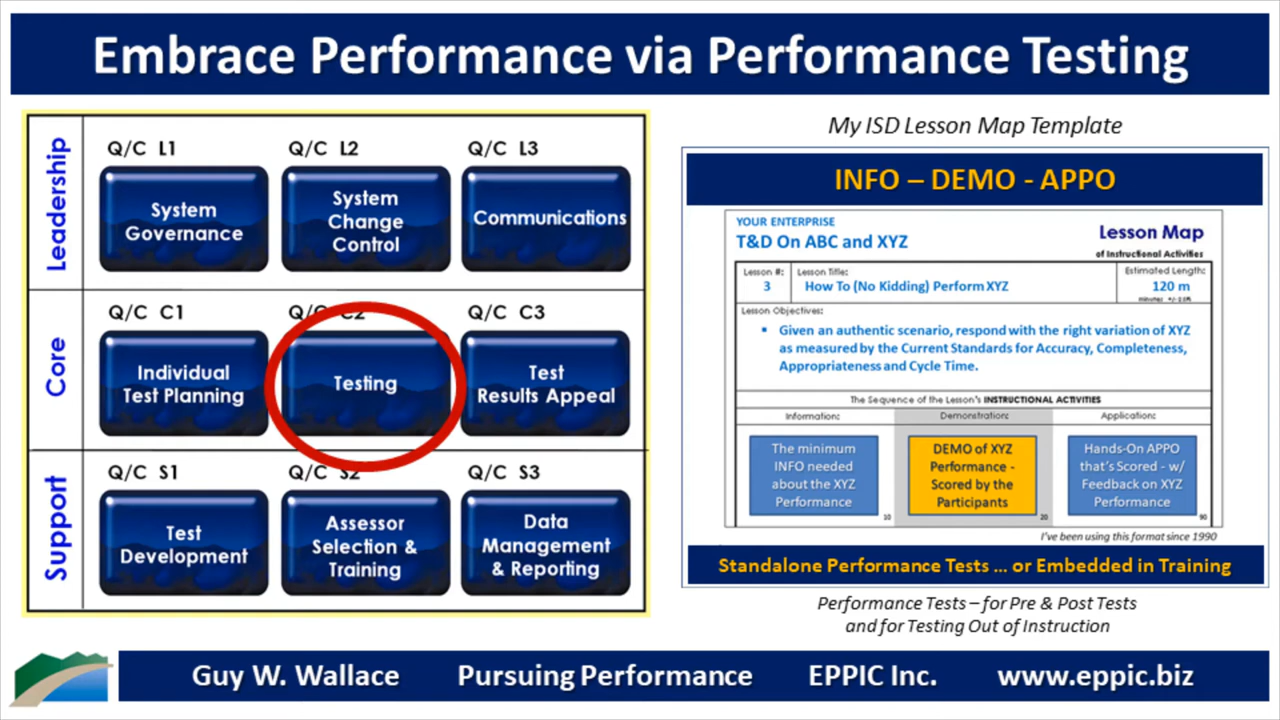 Embrace Performance via Performance Testing
Leadership
Q/C L1
System
Governance
Q/C L2
System
Change
Control
Q/C L3
Communications
Core
Q/C C1
Individual
Test Planning
Q/C C2
Testing
Q/C C3
Test
Results Appeal
Support
Q/C S1
Test
Development
Q/C S2
Assessor
Selection &
Training
Q/C S3
Data
Management
& Reporting
My ISD Lesson Map Template
INFO – DEMO - APPO
YOUR ENTERPRISE
T&D On ABC and XYZ
Lesson Map
of Instructional Activities
Lesson #:
3
Lesson Title:
How To (No Kidding) Perform XYZ
Estimated Length:
120 m
minutes +/- 20%
Lesson Objectives:
▪ Given an authentic scenario, respond with the right variation of XYZ
as measured by the Current Standards for Accuracy, Completeness,
Appropriateness and Cycle Time.
The Sequence of the Lesson's INSTRUCTIONAL ACTIVITIES
Information:
Demonstration:
Application:
The minimum
INFO needed
about the XYZ
Performance
10
DEMO of XYZ
Performance -
Scored by the
Participants
20
Hands-On APPO
that's Scored - w/
Feedback on XYZ
Performance
90
I've been using this format since 1990
Standalone Performance Tests ... or Embedded in Training
Performance Tests – for Pre & Post Tests
and for Testing Out of Instruction
Guy W. Wallace Pursuing Performance EPPIC Inc. www.eppic.biz